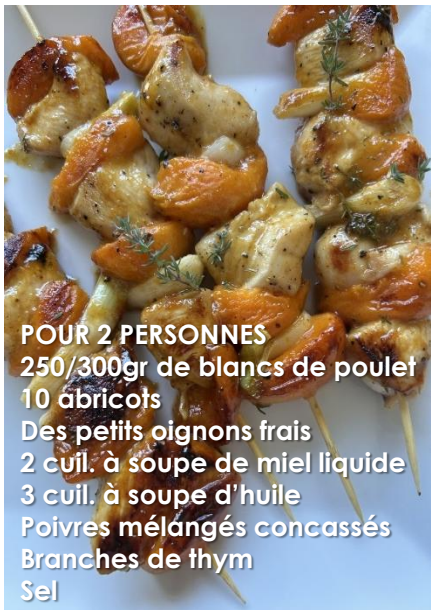 POUR 2 PERSONNES
250/300gr de blancs de poulet
10 abricots
Des petits oignons frais
2 cuil. à soupe de miel liquide
3 cuil. à soupe d’huile
Poivres mélangés concassés
Branches de thym
Sel